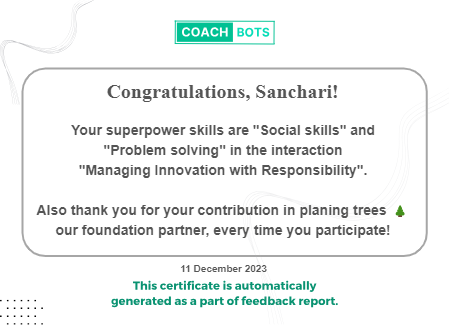 COACH BOTS
Congratulations, Sanchari!
Your superpower skills are "Social skills" and
"Problem solving" in the interaction
"Managing Innovation with Responsibility".
Also thank you for your contribution in planing trees 🌲
our foundation partner, every time you participate!
11 December 2023
This certificate is automatically
generated as a part of feedback report.